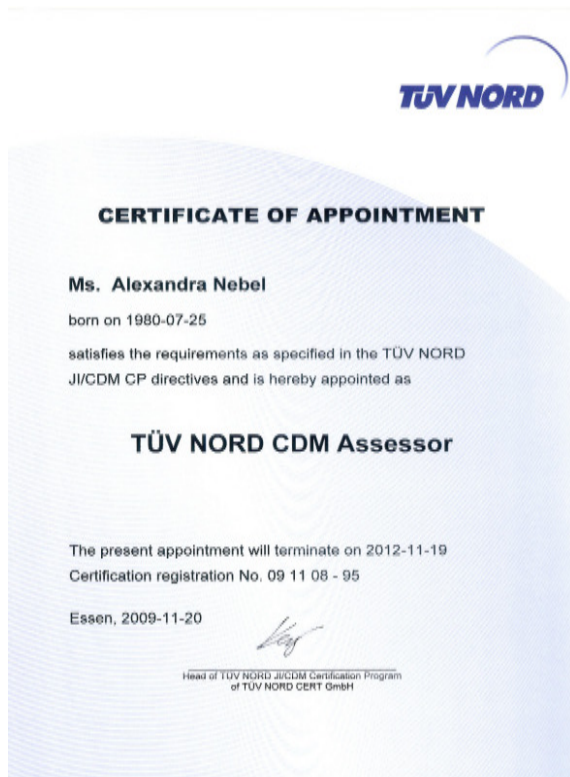 TÜV NORD
CERTIFICATE OF APPOINTMENT
Ms. Alexandra Nebel
born on 1980-07-25
satisfies the requirements as specified in the TÜV NORD
JI/CDM CP directives and is hereby appointed as
TÜV NORD CDM Assessor
The present appointment will terminate on 2012-11-19
Certification registration No. 09 11 08 - 95
Essen, 2009-11-20
Head of TÜV NORD JI/CDM Certification Program
of TÜV NORD CERT GmbH